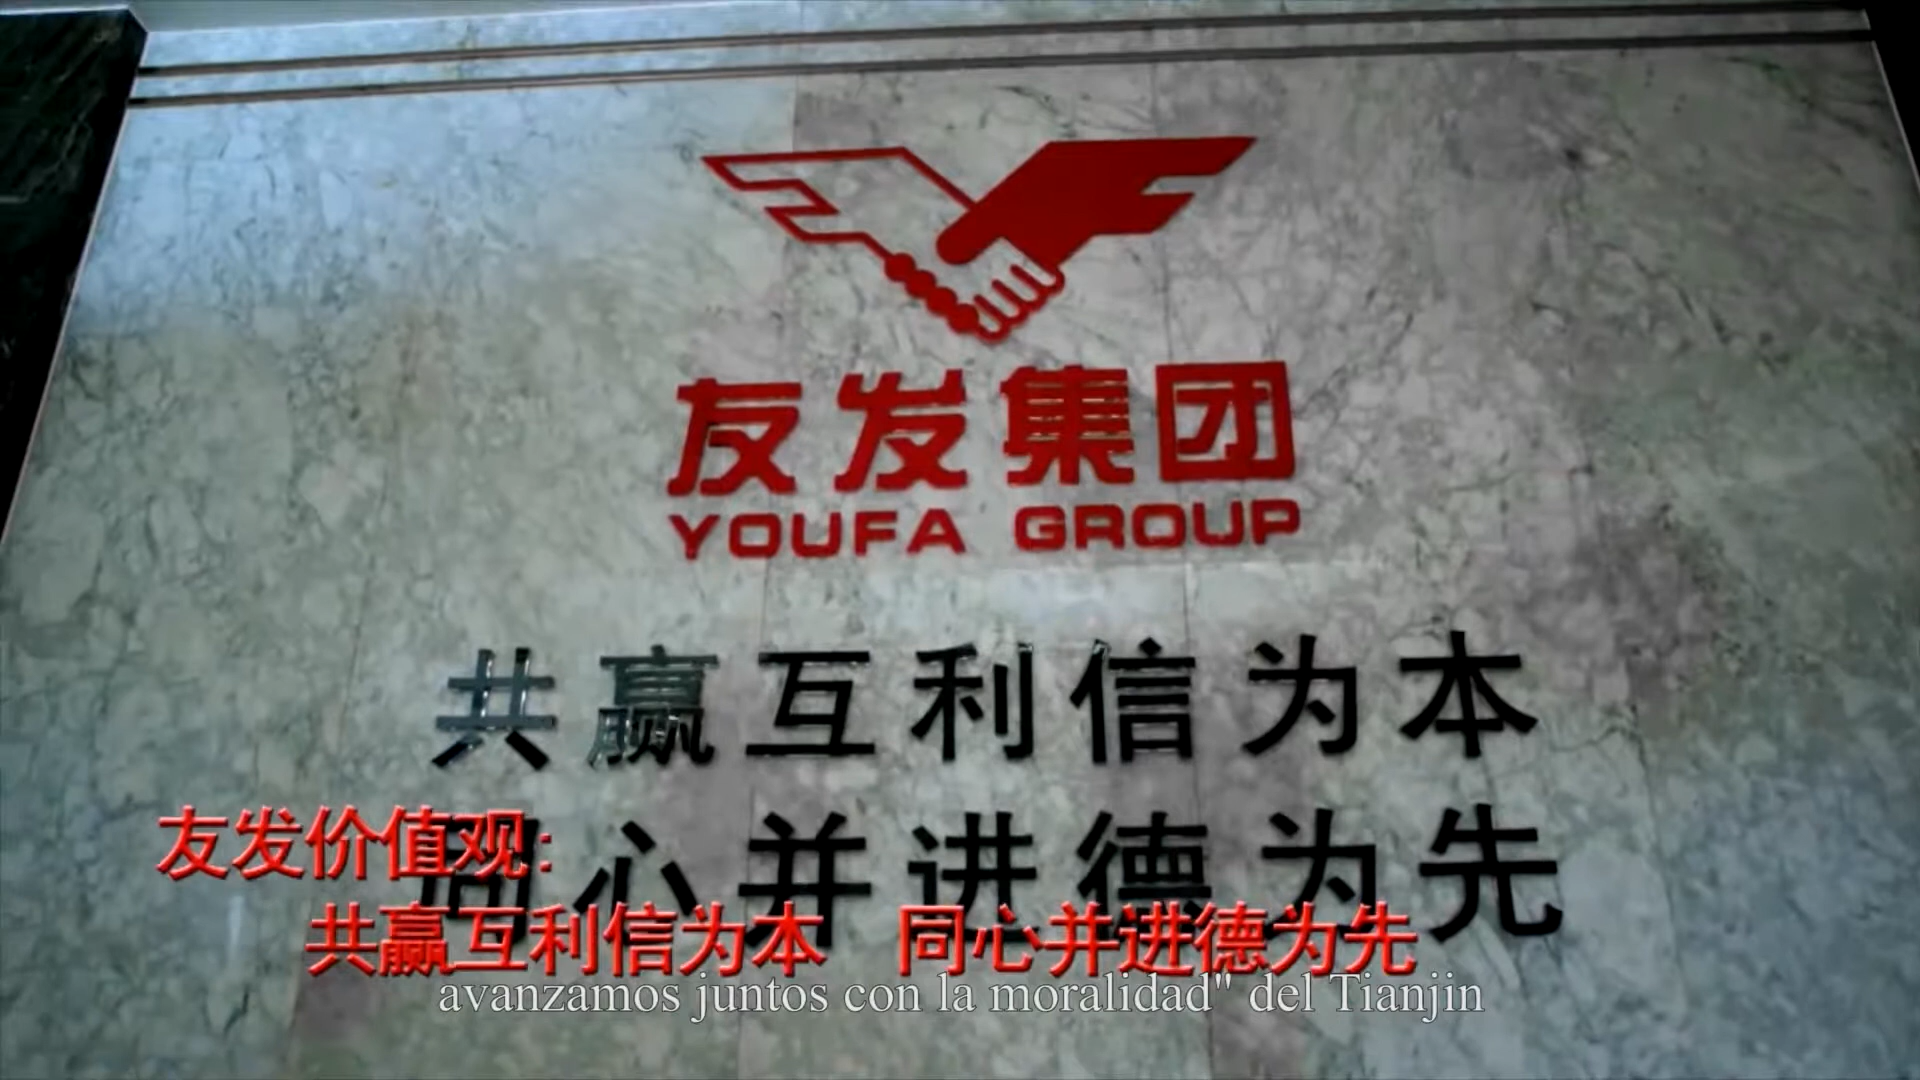 友发集团
YOUFA GROUP
共赢互利信为本
同心并进德为先
友发价值观:
共赢互利信为本 同心并进德为先
avanzamos juntos con la moralidad" del Tianjin